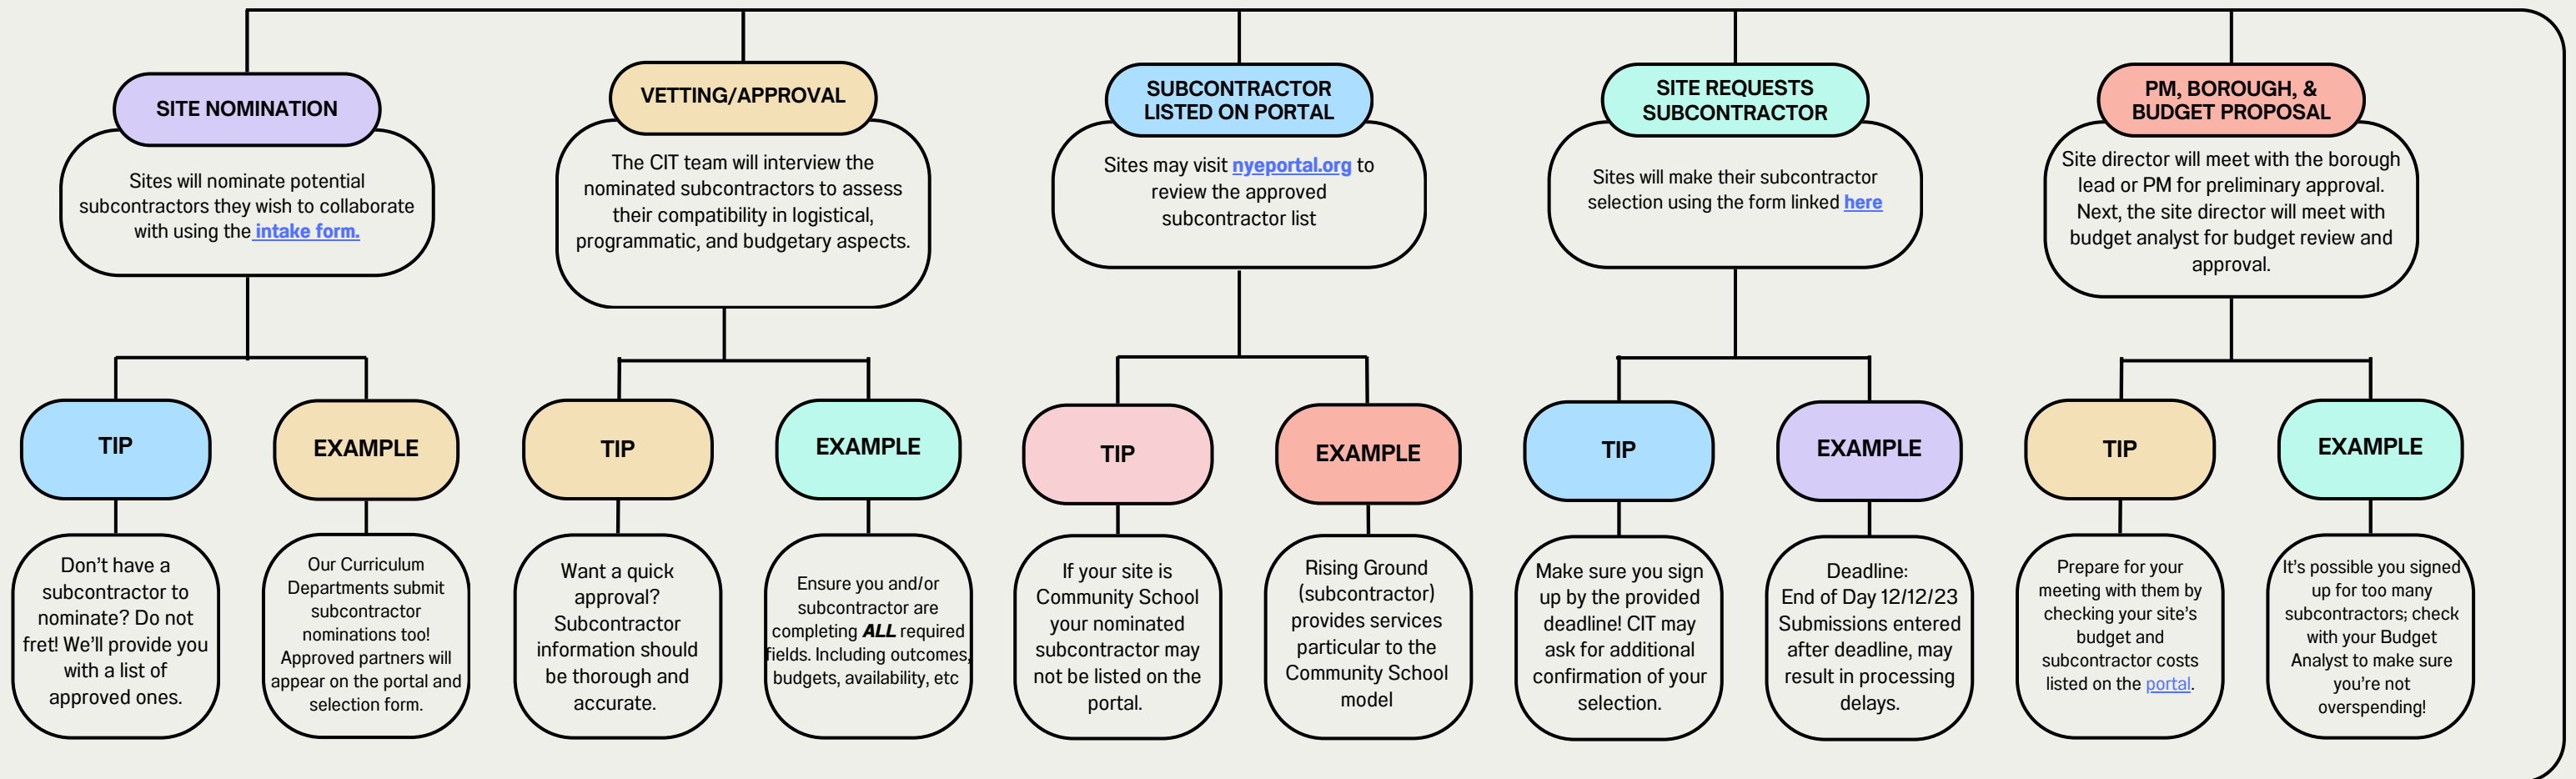 SITE NOMINATION
Sites will nominate potential
subcontractors they wish to collaborate
with using the intake form.
TIP
Don't have a
subcontractor to
nominate? Do not
fret! We'll provide you
with a list of
approved ones.
EXAMPLE
Our Curriculum
Departments submit
subcontractor
nominations too!
Approved partners will
appear on the portal and
selection form.
VETTING/APPROVAL
The CIT team will interview the
nominated subcontractors to assess
their compatibility in logistical,
programmatic, and budgetary aspects.
TIP
Want a quick
approval?
Subcontractor
information should
be thorough and
accurate.
EXAMPLE
Ensure you and/or
subcontractor are
completing ALL required
fields. Including outcomes,
budgets, availability, etc
SUBCONTRACTOR
LISTED ON PORTAL
Sites may visit nyeportal.org to
review the approved
subcontractor list
TIP
If your site is
Community School
your nominated
subcontractor may
not be listed on the
portal.
EXAMPLE
Rising Ground
(subcontractor)
provides services
particular to the
Community School
model
SITE REQUESTS
SUBCONTRACTOR
Sites will make their subcontractor
selection using the form linked here
TIP
Make sure you sign
up by the provided
deadline! CIT may
ask for additional
confirmation of your
selection.
EXAMPLE
Deadline:
End of Day 12/12/23
Submissions entered
after deadline, may
result in processing
delays.
PM, BOROUGH, &
BUDGET PROPOSAL
Site director will meet with the borough
lead or PM for preliminary approval.
Next, the site director will meet with
budget analyst for budget review and
approval.
TIP
Prepare for your
meeting with them by
checking your site's
budget and
subcontractor costs
listed on the portal.
EXAMPLE
It's possible you signed
up for too many
subcontractors; check
with your Budget
Analyst to make sure
you're not
overspending!